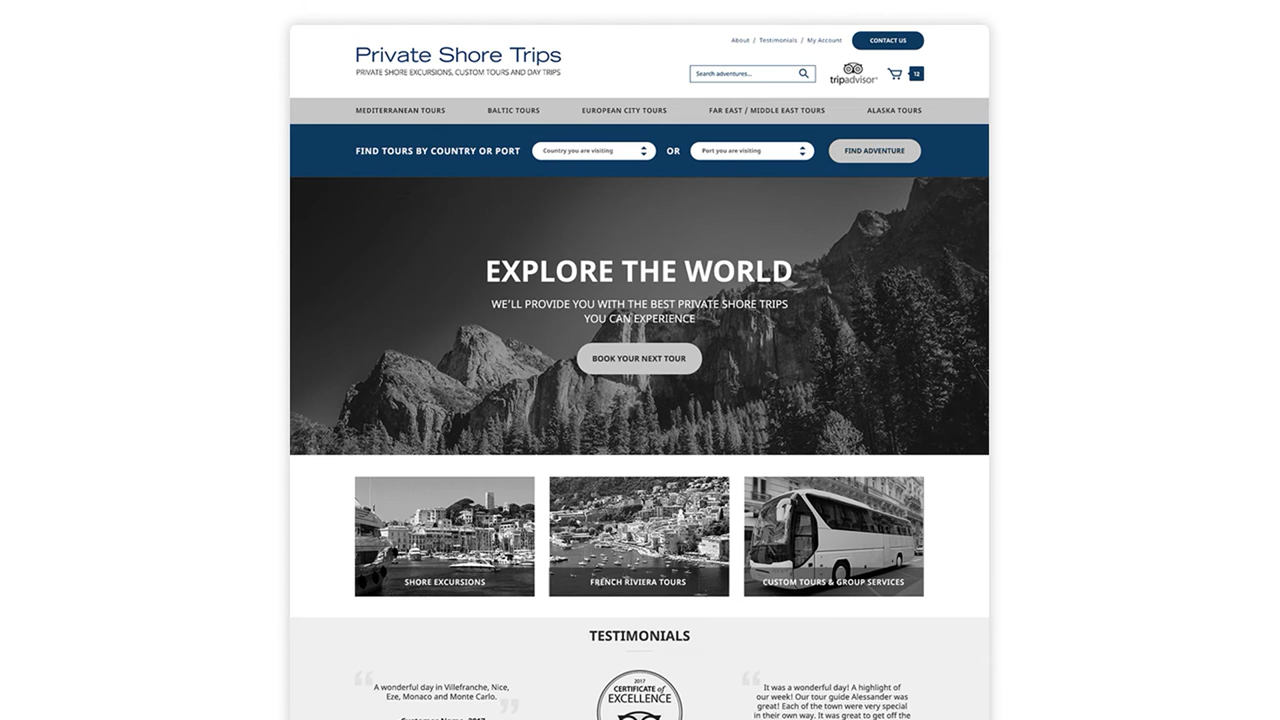 About / Testimonials / My Account
CONTACT US
Private Shore Trips
PRIVATE SHORE EXCURSIONS, CUSTOM TOURS AND DAY TRIPS
Search adventures...
tripadvisor
12
MEDITERRANEAN TOURS
BALTIC TOURS
EUROPEAN CITY TOURS
FAR EAST / MIDDLE EAST TOURS
ALASKA TOURS
FIND TOURS BY COUNTRY OR PORT
Country you are visiting
OR
Port you are visiting
FIND ADVENTURE
EXPLORE THE WORLD
WE'LL PROVIDE YOU WITH THE BEST PRIVATE SHORE TRIPS
YOU CAN EXPERIENCE
BOOK YOUR NEXT TOUR
SHORE EXCURSIONS
FRENCH RIVIERA TOURS
CUSTOM TOURS & GROUP SERVICES
TESTIMONIALS
A wonderful day in Villefranche, Nice,
Eze, Monaco and Monte Carlo.
Customer Name, 2017
2017
CERTIFICATE of
EXCELLENCE
It was a wonderful day! A highlight of
our week! Our tour guide Alessander was
great! Each of the town were very special
in their own way. It was great to get off the